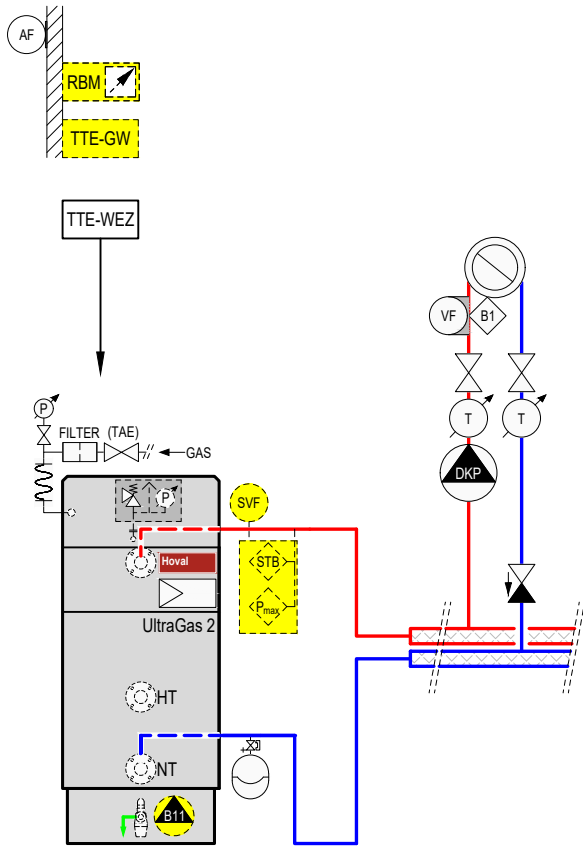 AF
RBM
TTE-GW
TTE-WEZ
VF
B1
P
FILTER
(TAE)
GAS
T
T
DKP
P
SVF
Hoval
STB
Pmax
UltraGas 2
HT
NT
B11